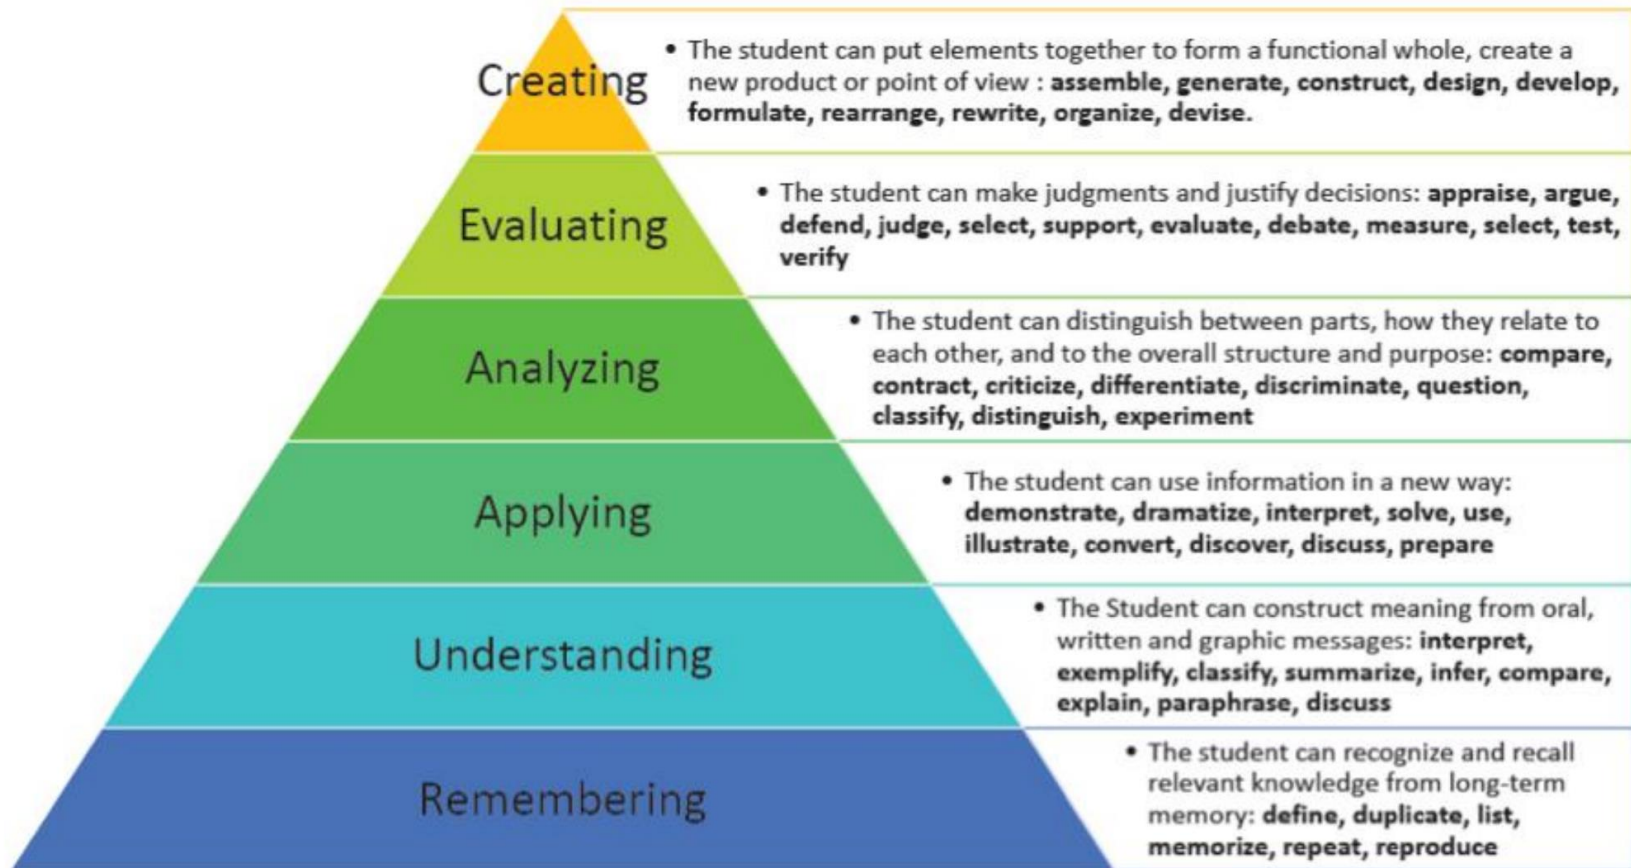 Creating
• The student can put elements together to form a functional whole, create a
new product or point of view : assemble, generate, construct, design, develop,
formulate, rearrange, rewrite, organize, devise.
Evaluating
• The student can make judgments and justify decisions: appraise, argue,
defend, judge, select, support, evaluate, debate, measure, select, test,
verify
Analyzing
• The student can distinguish between parts, how they relate to
each other, and to the overall structure and purpose: compare,
contract, criticize, differentiate, discriminate, question,
classify, distinguish, experiment
Applying
• The student can use information in a new way:
demonstrate, dramatize, interpret, solve, use,
illustrate, convert, discover, discuss, prepare
Understanding
• The Student can construct meaning from oral,
written and graphic messages: interpret,
exemplify, classify, summarize, infer, compare,
explain, paraphrase, discuss
Remembering
• The student can recognize and recall
relevant knowledge from long-term
memory: define, duplicate, list,
memorize, repeat, reproduce